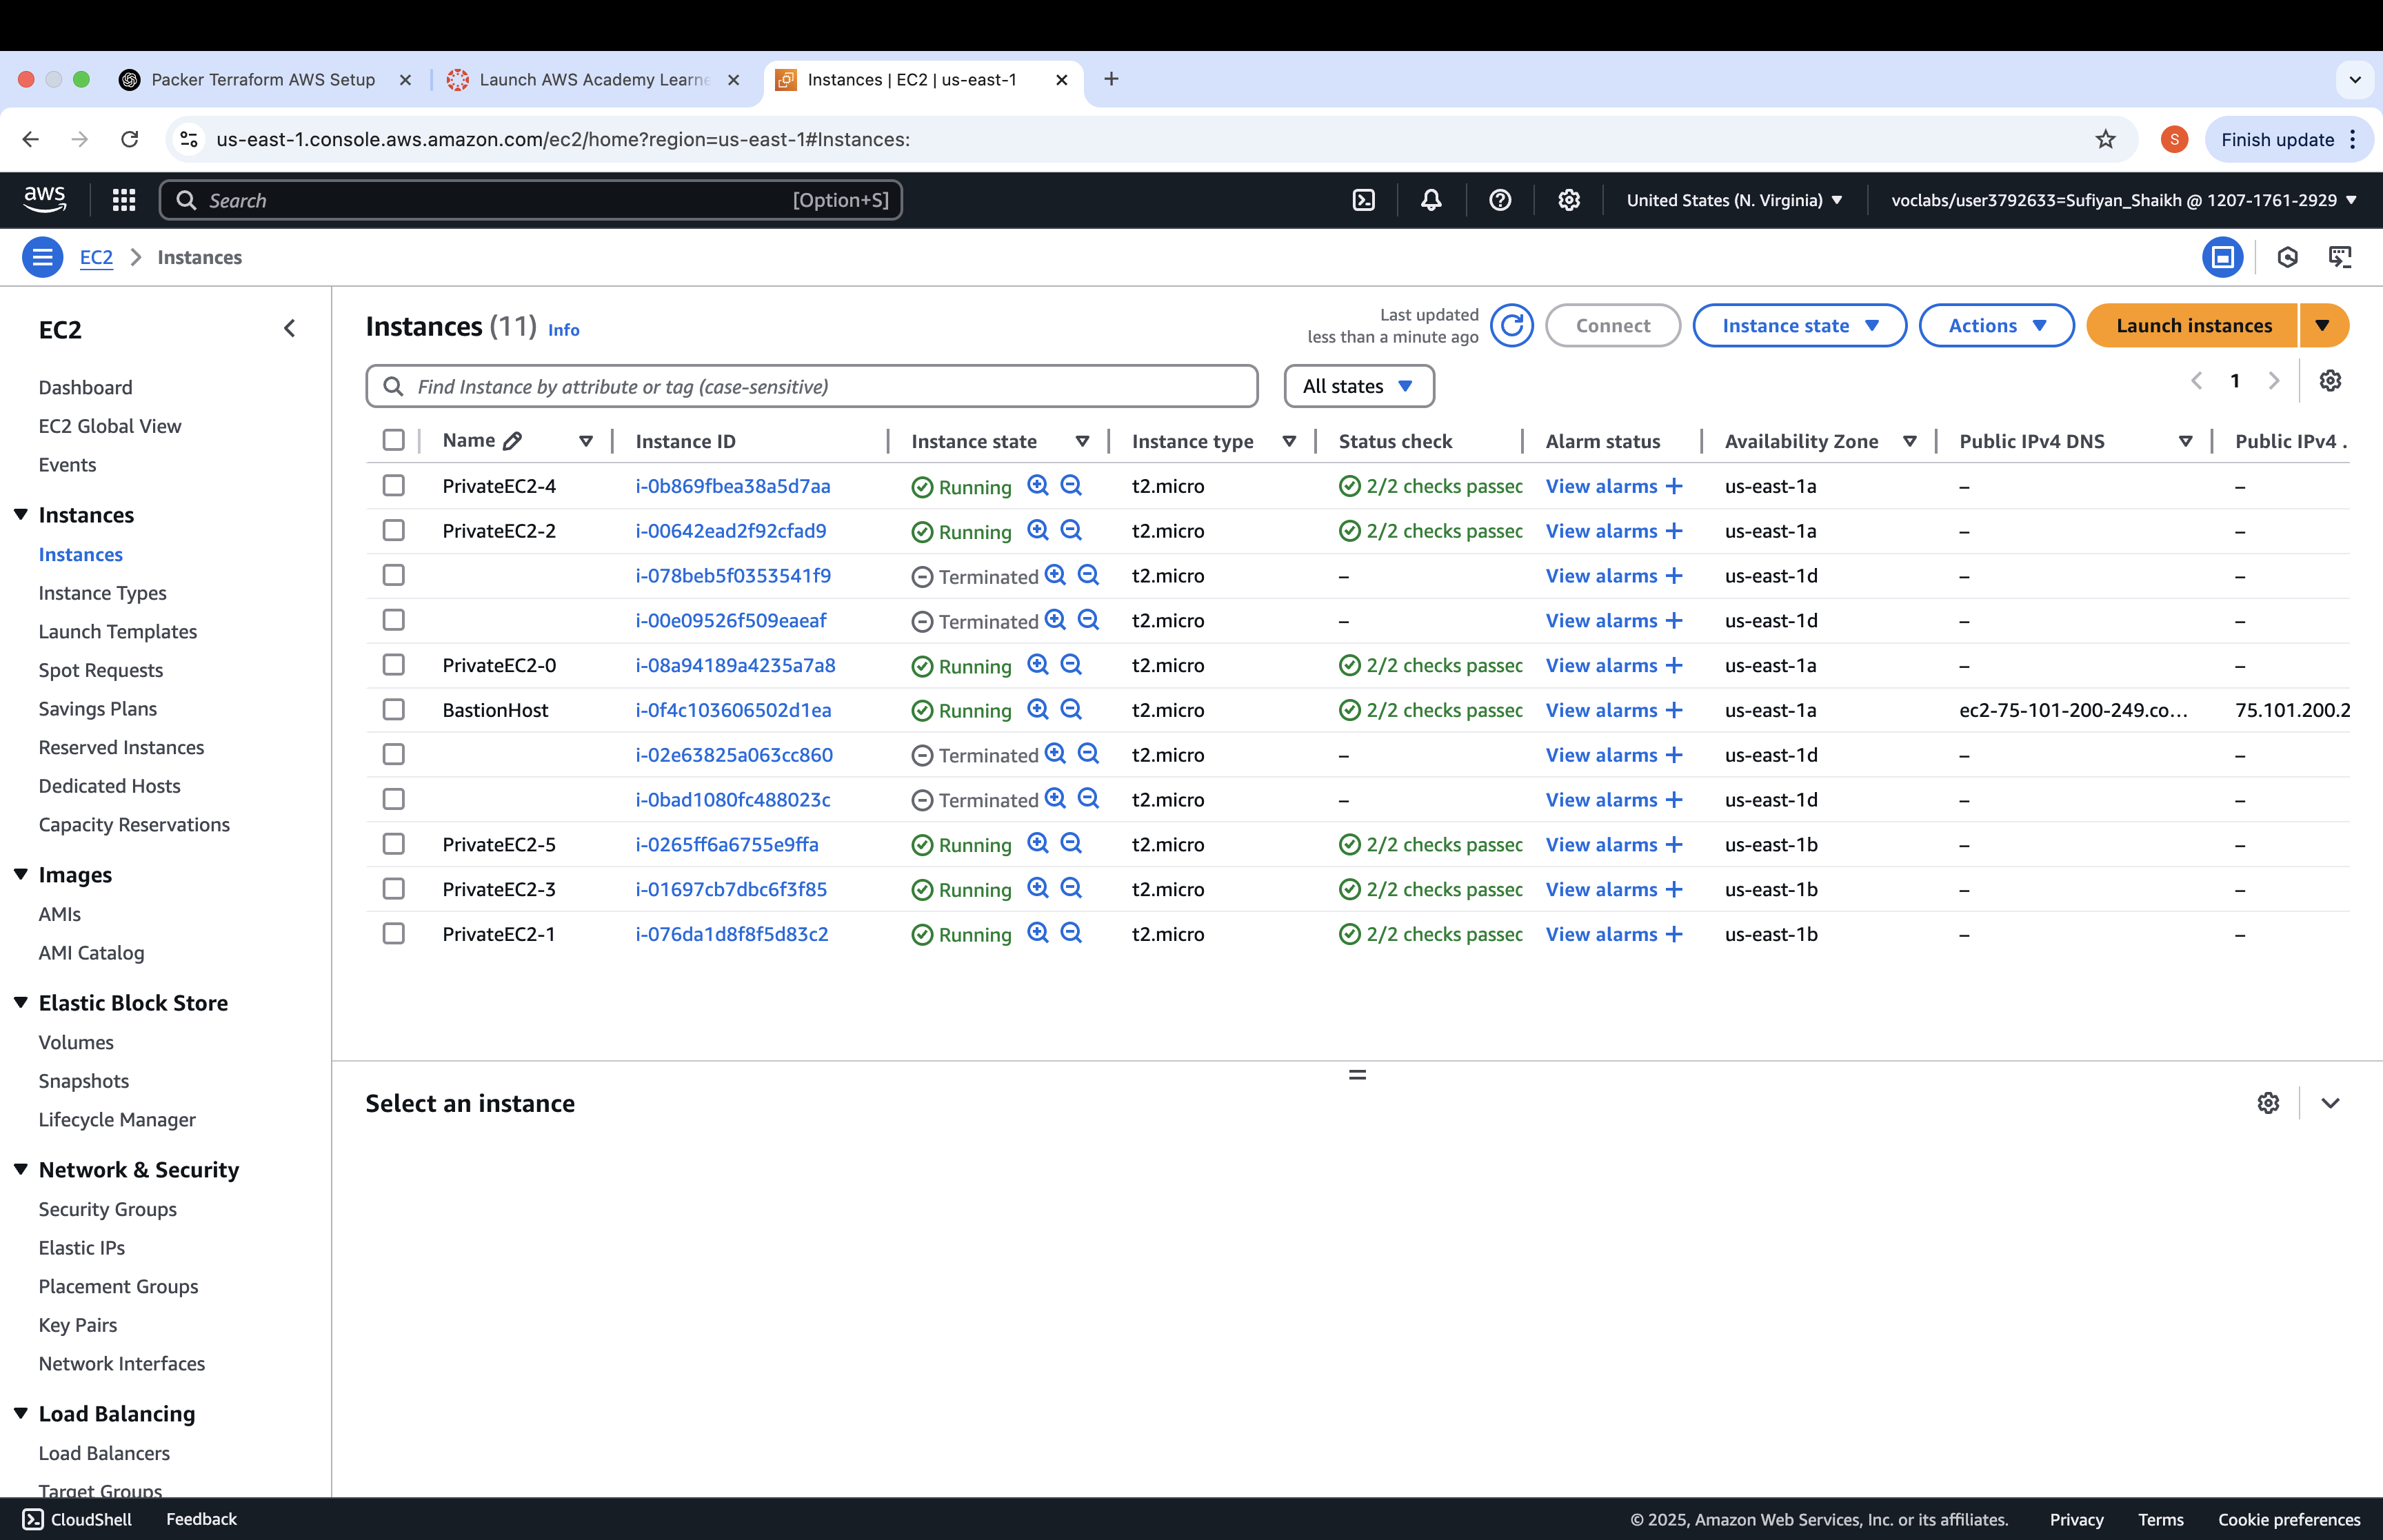 Packer Terraform AWS Setup
Launch AWS Academy Learne
Instances | EC2 | us-east-1
us-east-1.console.aws.amazon.com/ec2/home?region=us-east-1#Instances:
S
Finish update
aws
Search
[Option+S]
United States (N. Virginia)
voclabs/user3792633=Sufiyan_Shaikh @ 1207-1761-2929
EC2
Instances
EC2
Dashboard
EC2 Global View
Events
Instances
Instances
Instance Types
Launch Templates
Spot Requests
Savings Plans
Reserved Instances
Dedicated Hosts
Capacity Reservations
Images
AMIs
AMI Catalog
Elastic Block Store
Volumes
Snapshots
Lifecycle Manager
Network & Security
Security Groups
Elastic IPs
Placement Groups
Key Pairs
Network Interfaces
Load Balancing
Load Balancers
Target Groups
Instances (11) Info
Last updated
less than a minute ago
Connect
Instance state
Actions
Launch instances
Find Instance by attribute or tag (case-sensitive)
All states
1
Name Instance ID Instance state Instance type Status check Alarm status Availability Zone Public IPv4 DNS Public IPv4 .
PrivateEC2-4 i-0b869fbea38a5d7aa Running t2.micro 2/2 checks passec View alarms + us-east-1a – –
PrivateEC2-2 i-00642ead2f92cfad9 Running t2.micro 2/2 checks passec View alarms + us-east-1a – –
i-078beb5f0353541f9 Terminated t2.micro – View alarms + us-east-1d – –
i-00e09526f509eaeaf Terminated t2.micro – View alarms + us-east-1d – –
PrivateEC2-0 i-08a94189a4235a7a8 Running t2.micro 2/2 checks passec View alarms + us-east-1a – –
BastionHost i-0f4c103606502d1ea Running t2.micro 2/2 checks passec View alarms + us-east-1a ec2-75-101-200-249.co... 75.101.200.2
i-02e63825a063cc860 Terminated t2.micro – View alarms + us-east-1d – –
i-0bad1080fc488023c Terminated t2.micro – View alarms + us-east-1d – –
PrivateEC2-5 i-0265ff6a6755e9ffa Running t2.micro 2/2 checks passec View alarms + us-east-1b – –
PrivateEC2-3 i-01697cb7dbc6f3f85 Running t2.micro 2/2 checks passec View alarms + us-east-1b – –
PrivateEC2-1 i-076da1d8f8f5d83c2 Running t2.micro 2/2 checks passec View alarms + us-east-1b – –
Select an instance
CloudShell
Feedback
© 2025, Amazon Web Services, Inc. or its affiliates.
Privacy
Terms
Cookie preferences